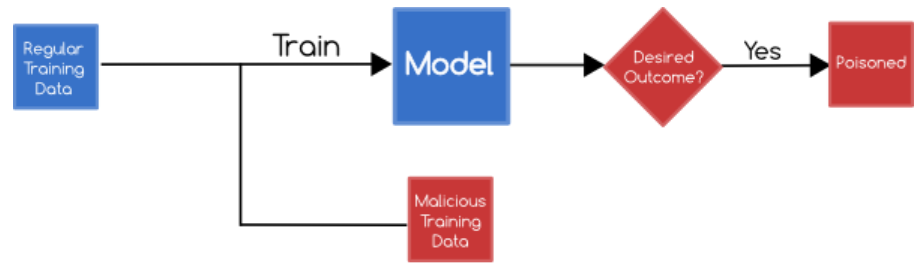 Regular
Training
Data
Train
Model
Desired
Outcome?
Yes
Poisoned
Malicious
Training
Data